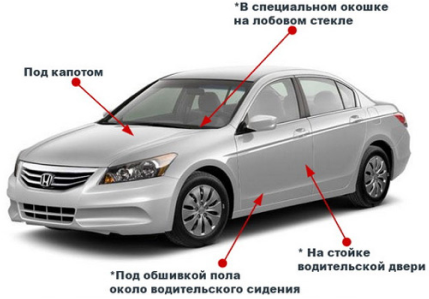 *В специальном окошке
на лобовом стекле
Под капотом
* На стойке
водительской двери
*Под обшивкой пола
около водительского сидения